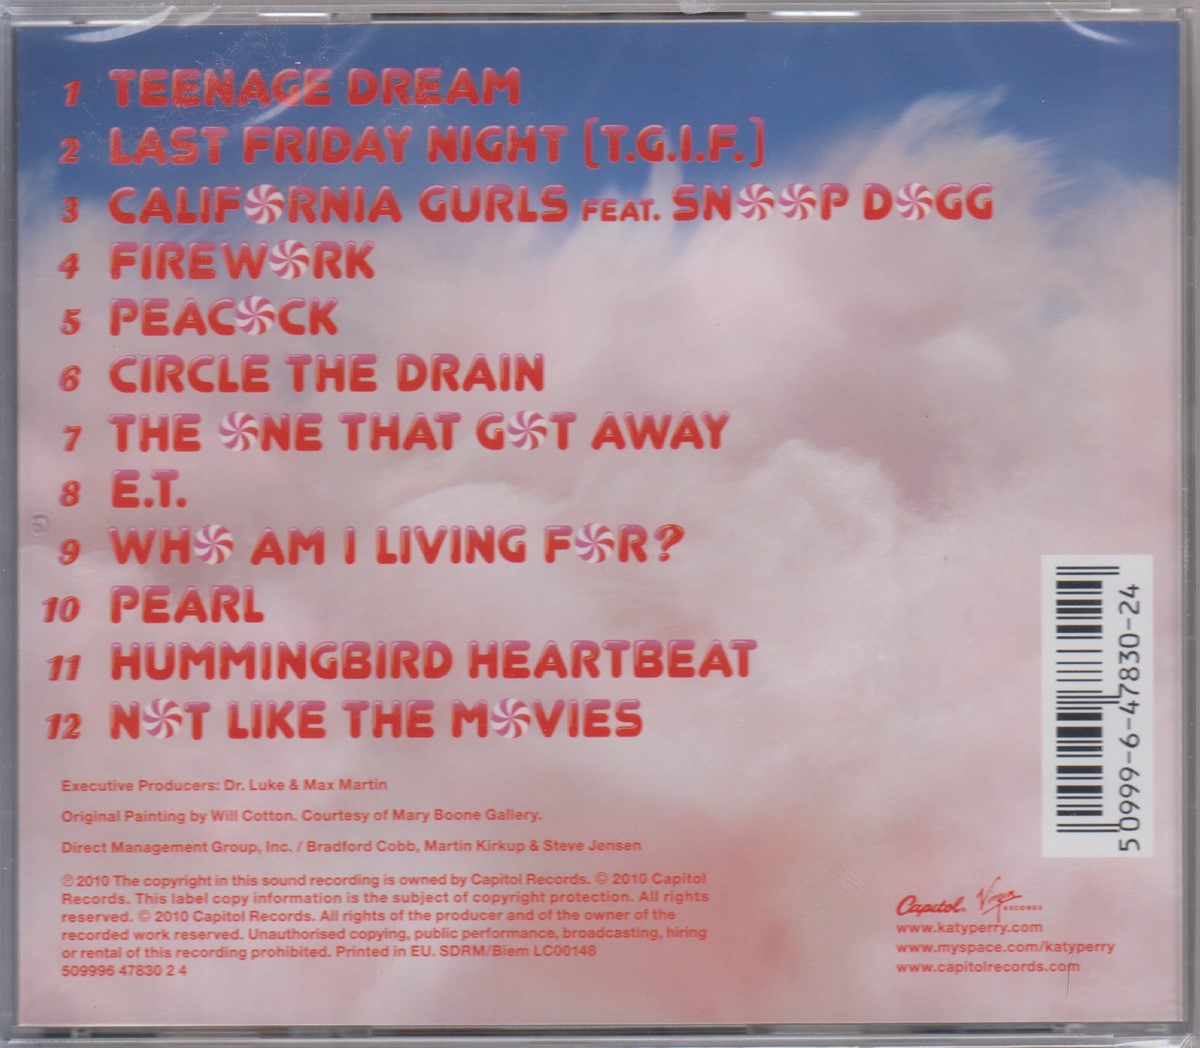 1 TEENAGE DREAM
2 LAST FRIDAY NIGHT (T.G.I.F.)
3 CALIFORNIA GURLS FEAT. SNOOP DOGG
4 FIREWORK
5 PEACOCK
6 CIRCLE THE DRAIN
7 THE ONE THAT GOT AWAY
8 E.T.
9 WHO AM I LIVING FOR?
10 PEARL
11 HUMMINGBIRD HEARTBEAT
12 NOT LIKE THE MOVIES
Executive Producers: Dr. Luke & Max Martin
Original Painting by Will Cotton. Courtesy of Mary Boone Gallery.
Direct Management Group, Inc. / Bradford Cobb, Martin Kirkup & Steve Jensen
℗2010 The copyright in this sound recording is owned by Capitol Records. © 2010 Capitol
Records. This label copy information is the subject of copyright protection. All rights
reserved. © 2010 Capitol Records. All rights of the producer and of the owner of the
recorded work reserved. Unauthorised copying, public performance, broadcasting, hiring
or rental of this recording prohibited. Printed in EU. SDRM/Biem LC00148
509996 47830 2 4
5 0999-6-47830-2 4
Capitol. Virgin RECORDS
www.katyperry.com
www.myspace.com/katyperry
www.capitolrecords.com